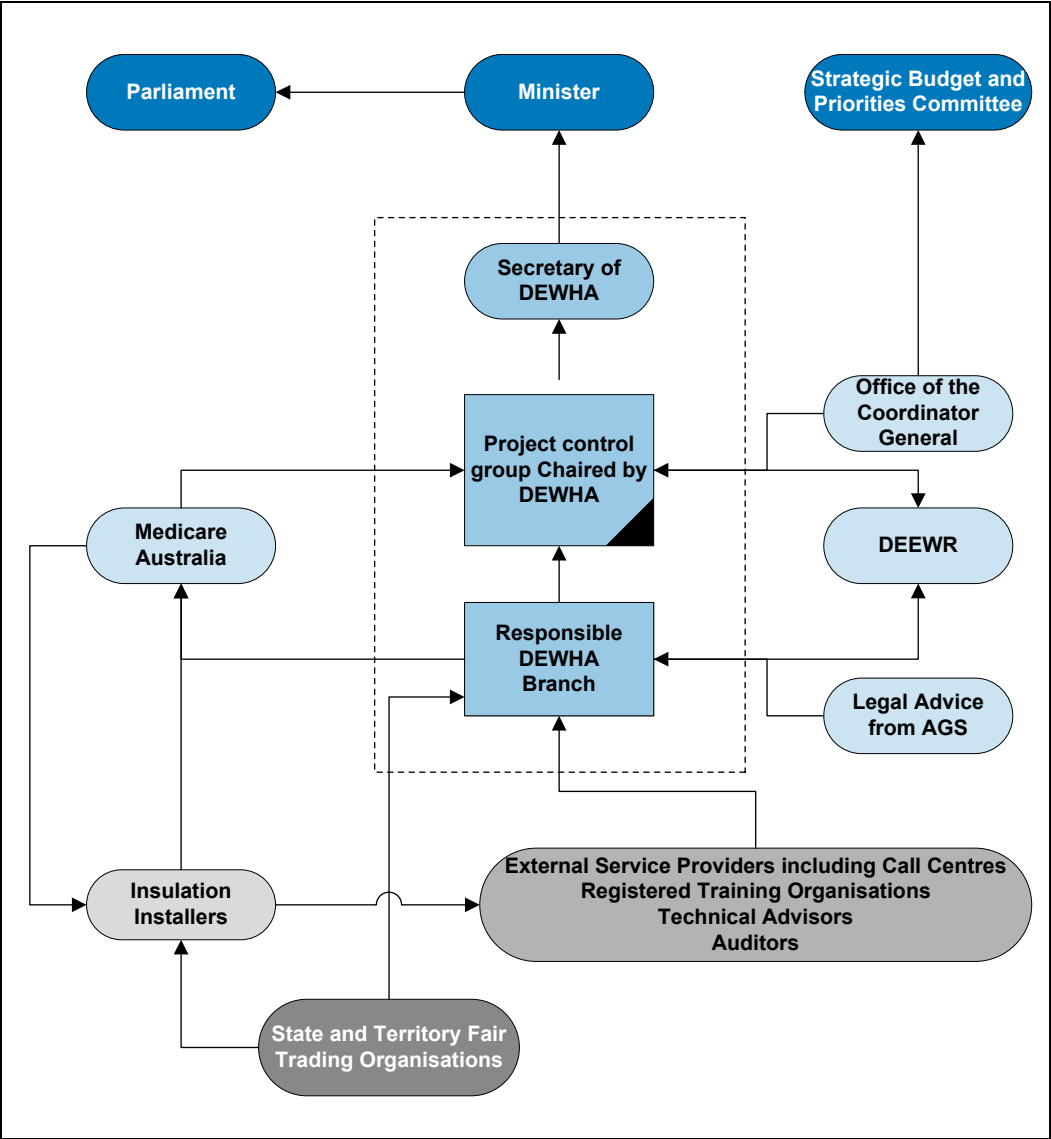 Parliament
Minister
Strategic Budget and
Priorities Committee
Secretary of
DEWHA
Office of the
Coordinator
General
Project control
group Chaired by
DEWHA
Medicare
Australia
DEEWR
Responsible
DEWHA
Branch
Legal Advice
from AGS
External Service Providers including Call Centres
Registered Training Organisations
Technical Advisors
Auditors
Insulation
Installers
State and Territory Fair
Trading Organisations